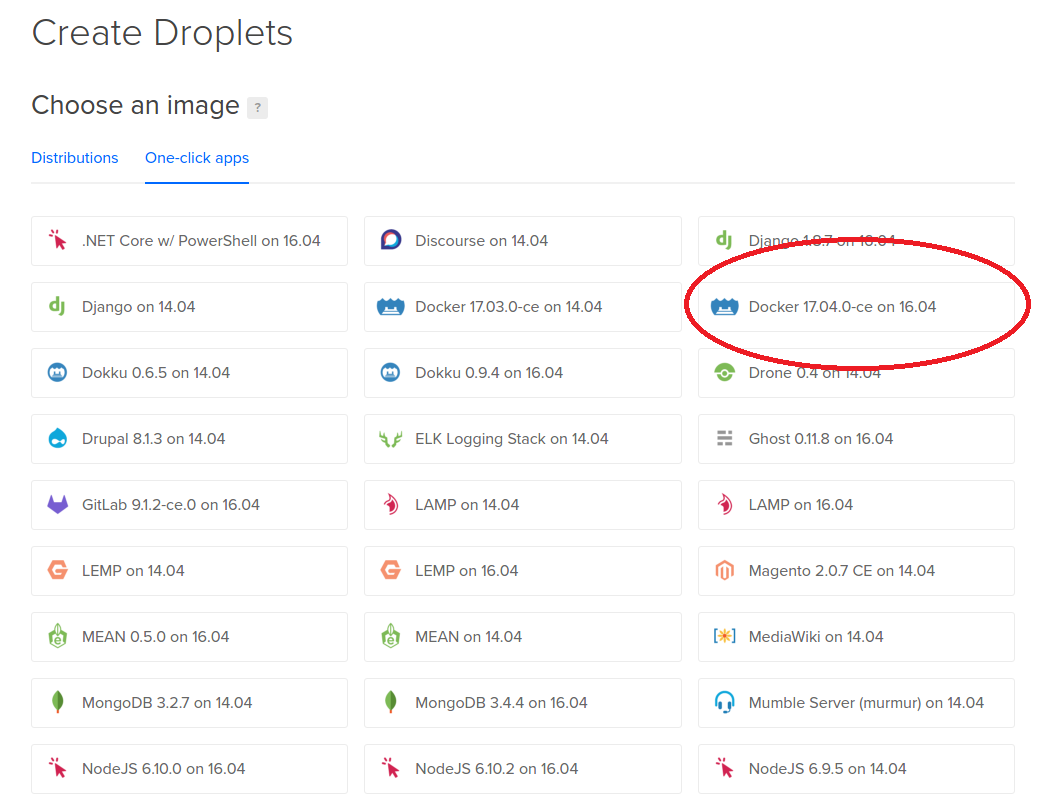 Create Droplets
Choose an image ?
Distributions One-click apps
.NET Core w/ PowerShell on 16.04 Discourse on 14.04 Django 1.8.7 on 16.04
Django on 14.04 Docker 17.03.0-ce on 14.04 Docker 17.04.0-ce on 16.04
Dokku 0.6.5 on 14.04 Dokku 0.9.4 on 16.04 Drone 0.4 on 14.04
Drupal 8.1.3 on 14.04 ELK Logging Stack on 14.04 Ghost 0.11.8 on 16.04
GitLab 9.1.2-ce.0 on 16.04 LAMP on 14.04 LAMP on 16.04
LEMP on 14.04 LEMP on 16.04 Magento 2.0.7 CE on 14.04
MEAN 0.5.0 on 16.04 MEAN on 14.04 MediaWiki on 14.04
MongoDB 3.2.7 on 14.04 MongoDB 3.4.4 on 16.04 Mumble Server (murmur) on 14.04
NodeJS 6.10.0 on 16.04 NodeJS 6.10.2 on 16.04 NodeJS 6.9.5 on 14.04